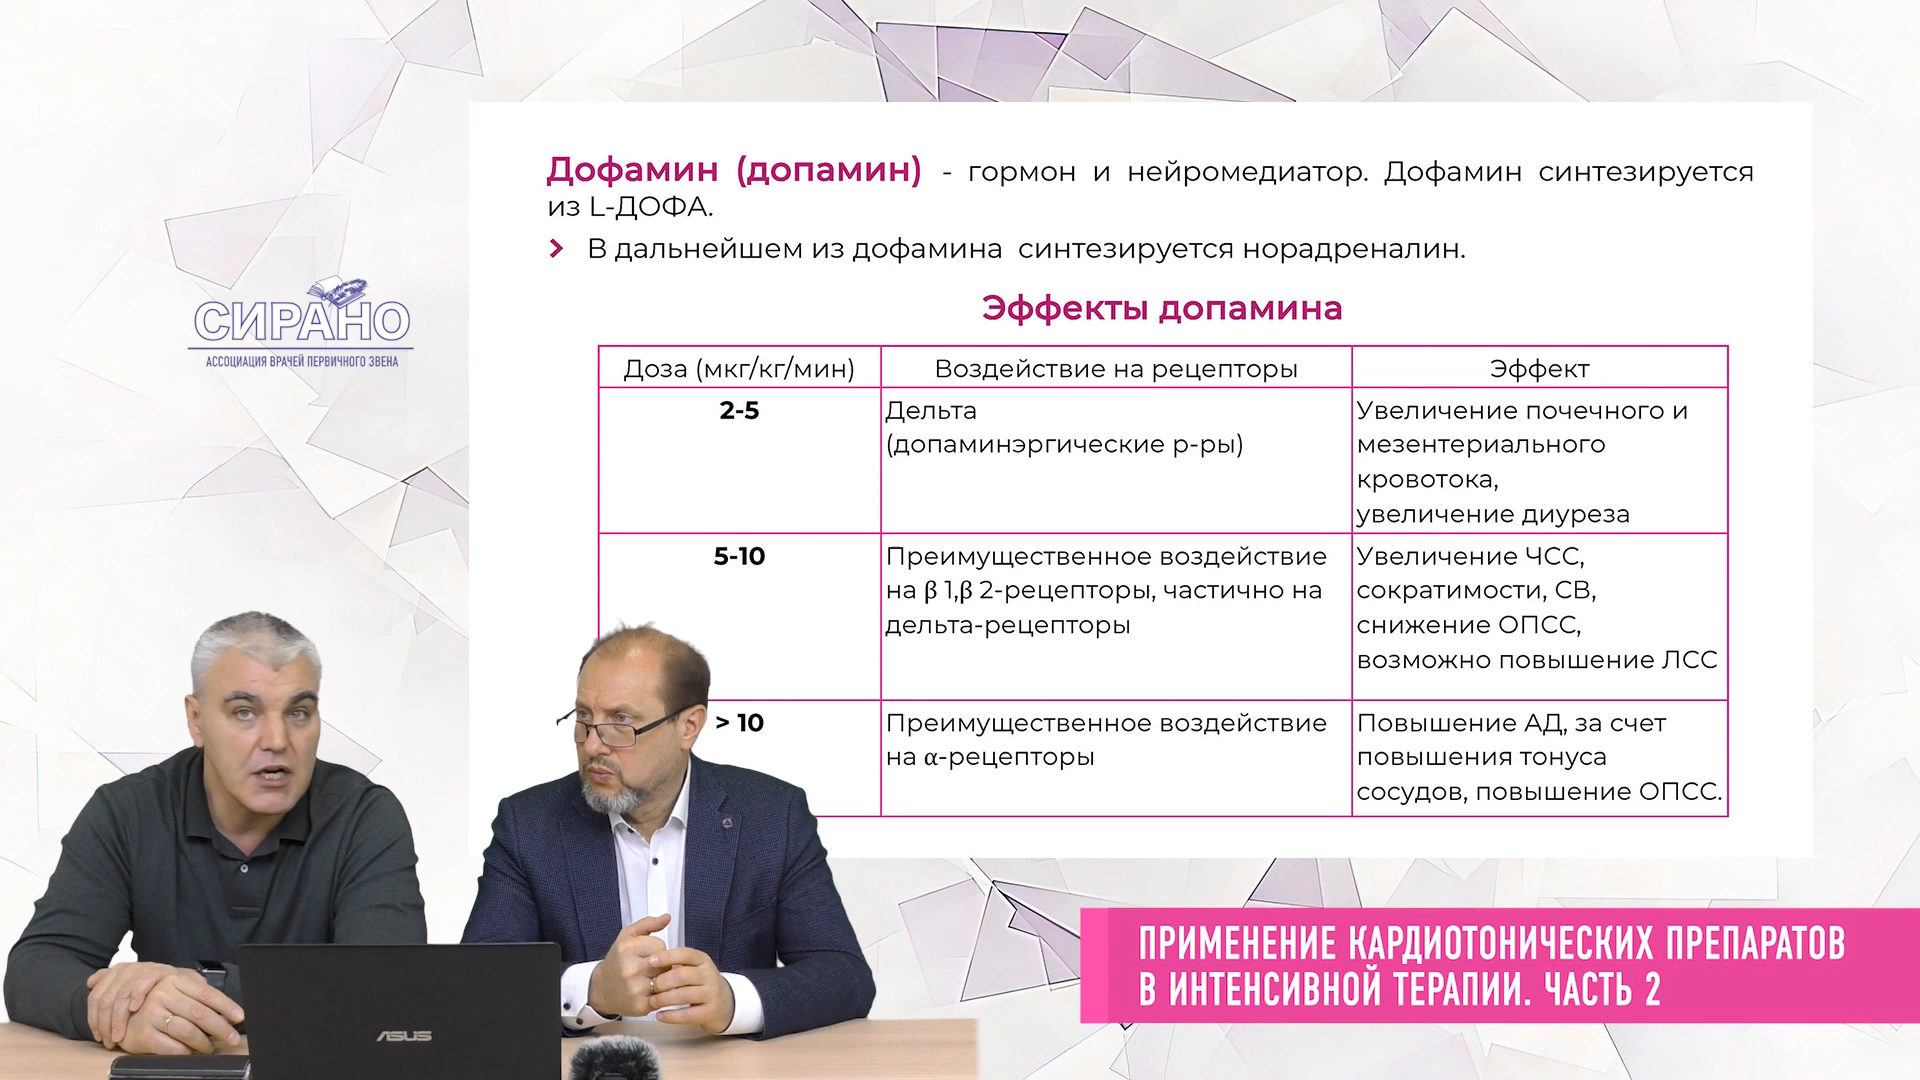 Дофамин (допамин) - гормон и нейромедиатор. Дофамин синтезируется
из L-ДОФА.
В дальнейшем из дофамина синтезируется норадреналин.
СИРАНО
АССОЦИАЦИЯ ВРАЧЕЙ ПЕРВИЧНОГО ЗВЕНА
Эффекты допамина
Доза (мкг/кг/мин)
Воздействие на рецепторы
Эффект
2-5
Дельта
(допаминэргические р-ры)
Увеличение почечного и
мезентериального
кровотока,
увеличение диуреза
5-10
Преимущественное воздействие
на β 1,β 2-рецепторы, частично на
дельта-рецепторы
Увеличение ЧСС,
сократимости, СВ,
снижение ОПСС,
возможно повышение ЛСС
> 10
Преимущественное воздействие
на α-рецепторы
Повышение АД, за счет
повышения тонуса
сосудов, повышение ОПСС.
ПРИМЕНЕНИЕ КАРДИОТОНИЧЕСКИХ ПРЕПАРАТОВ
В ИНТЕНСИВНОЙ ТЕРАПИИ. ЧАСТЬ 2
ASUS